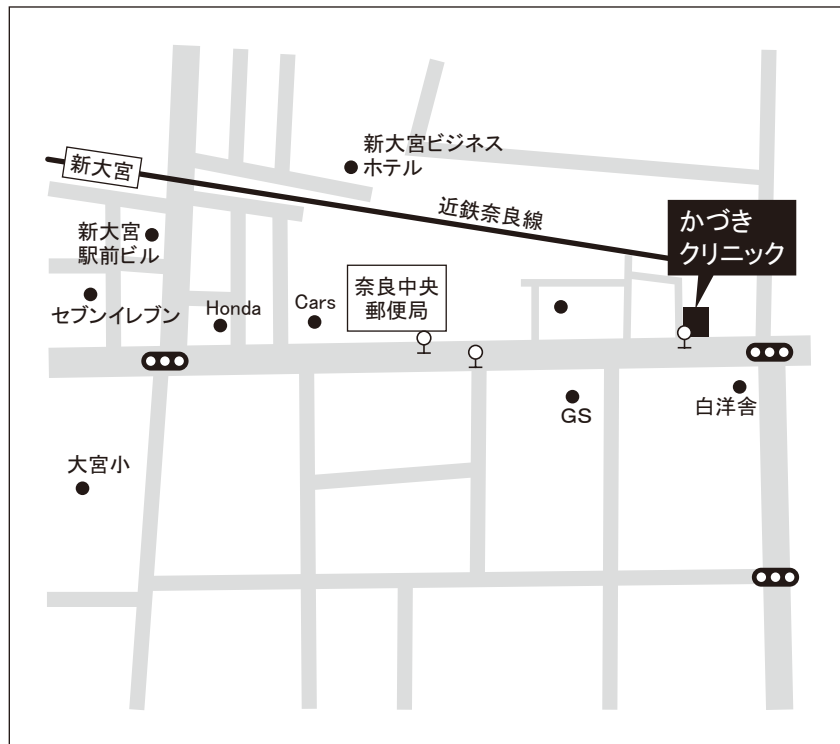 新大宮ビジネス
ホテル
新大宮
近鉄奈良線
かづき
クリニック
新大宮
駅前ビル
奈良中央
郵便局
セブンイレブン
Honda
Cars
GS
白洋舎
大宮小